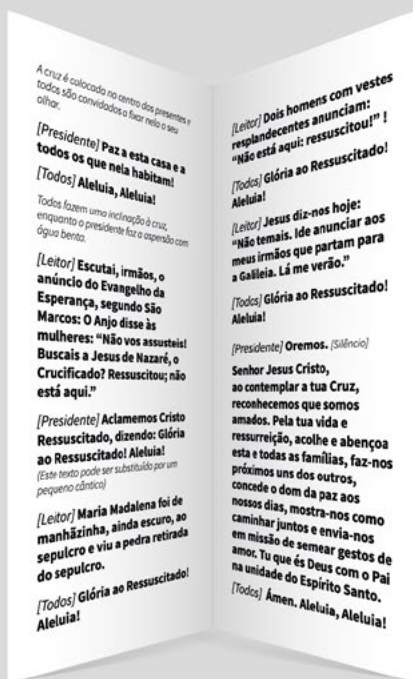 A cruz é colocada no centro dos presentes e
todos são convidados a fixar nela o seu
olhar.
[Presidente] Paz a esta casa e a
todos os que nela habitam!
[Todos] Aleluia, Aleluia!
Todos fazem uma inclinação à cruz,
enquanto o presidente faz a aspersão com
água benta.
[Leitor] Escutai, irmãos, o
anúncio do Evangelho da
Esperança, segundo São
Marcos: O Anjo disse às
mulheres: “Não vos assusteis!
Buscais a Jesus de Nazaré, o
Crucificado? Ressuscitou; não
está aqui.”
[Presidente] Aclamemos Cristo
Ressuscitado, dizendo: Glória
ao Ressuscitado! Aleluia!
(Este texto pode ser substituído por um
pequeno cântico)
[Leitor] Maria Madalena foi de
manhãzinha, ainda escuro, ao
sepulcro e viu a pedra retirada
do sepulcro.
[Todos] Glória ao Ressuscitado!
Aleluia!
[Leitor] Dois homens com vestes
resplandecentes anunciam:
“Não está aqui: ressuscitou!” !
[Todos] Glória ao Ressuscitado!
Aleluia!
[Leitor] Jesus diz-nos hoje:
“Não temais. Ide anunciar aos
meus irmãos que partam para
a Galileia. Lá me verão.”
[Todos] Glória ao Ressuscitado!
Aleluia!
[Presidente] Oremos. [Silêncio]
Senhor Jesus Cristo,
ao contemplar a tua Cruz,
reconhecemos que somos
amados. Pela tua vida e
ressurreição, acolhe e abençoa
esta e todas as famílias, faz-nos
próximos uns dos outros,
concede o dom da paz aos
nossos dias, mostra-nos como
caminhar juntos e envia-nos
em missão de semear gestos de
amor. Tu que és Deus com o Pai
na unidade do Espírito Santo.
[Todos] Ámen. Aleluia, Aleluia!